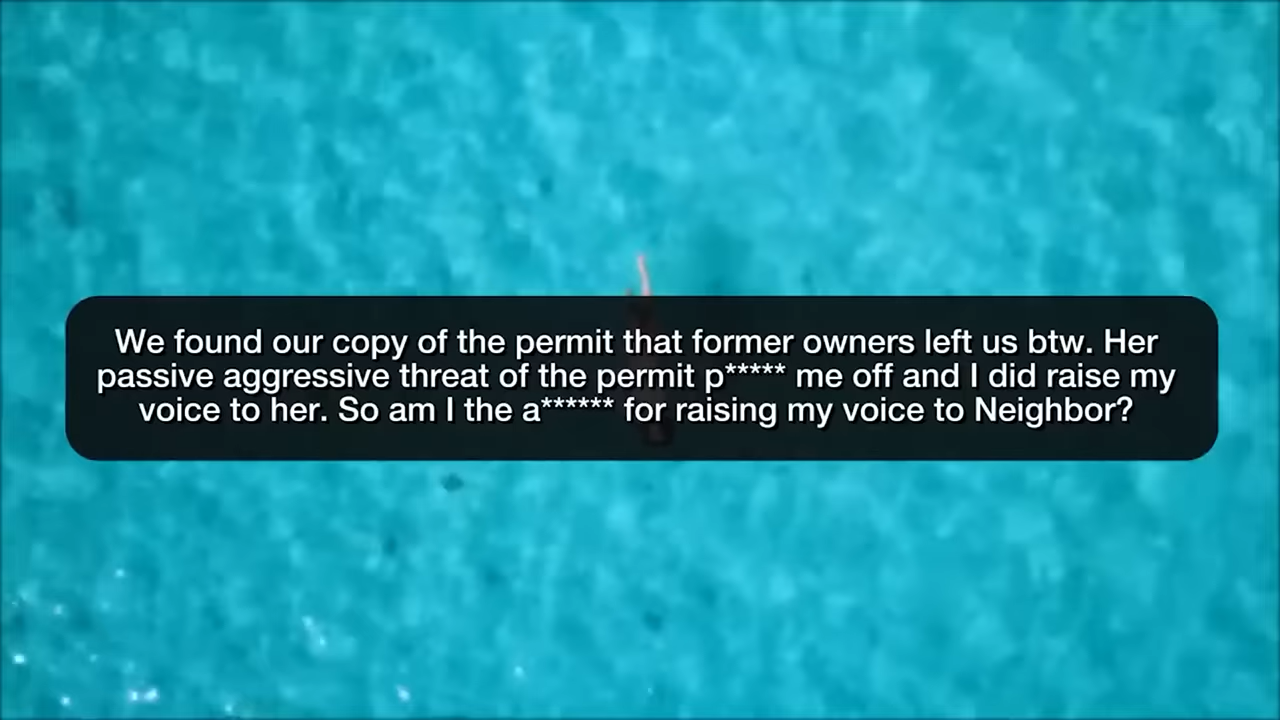 We found our copy of the permit that former owners left us btw. Her
passive aggressive threat of the permit p***** me off and I did raise my
voice to her. So am I the a****** for raising my voice to Neighbor?